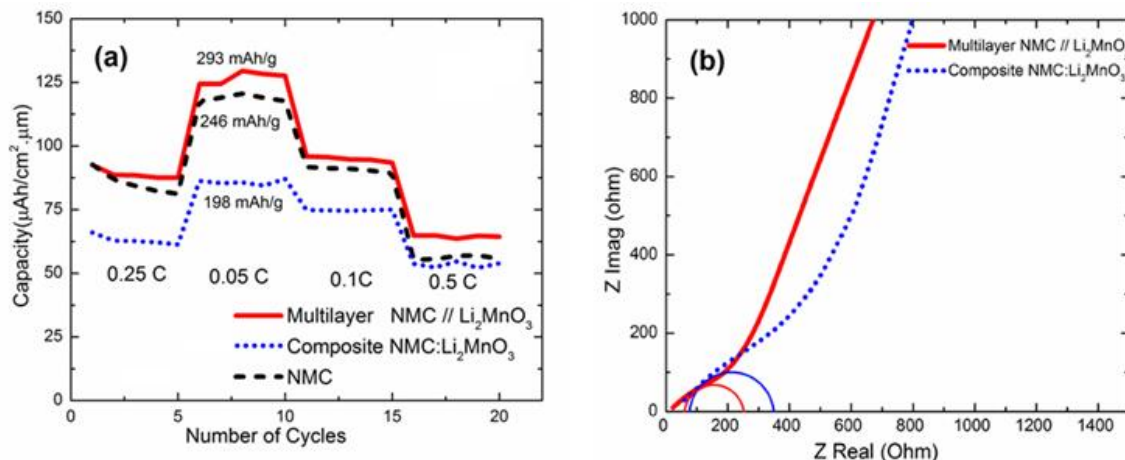 (a)
150
125
100
75
50
25
0
Capacity(μAh/cm².μm)
293 mAh/g
246 mAh/g
198 mAh/g
0.25 C 0.05 C 0.1C 0.5 C
Multilayer NMC // Li₂MnO₃
Composite NMC:Li₂MnO₃
NMC
0 5 10 15 20
Number of Cycles
(b)
1000
800
600
400
200
0
Z Imag (ohm)
Multilayer NMC // Li₂MnO
Composite NMC:Li₂MnO₃
0 200 400 600 800 1000 1200 1400
Z Real (Ohm)